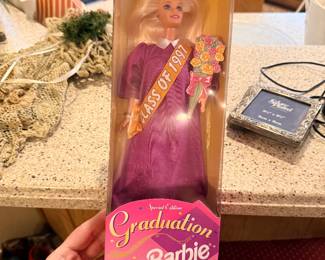 CLASS OF 1997
Special Edition
Graduation
Barbie